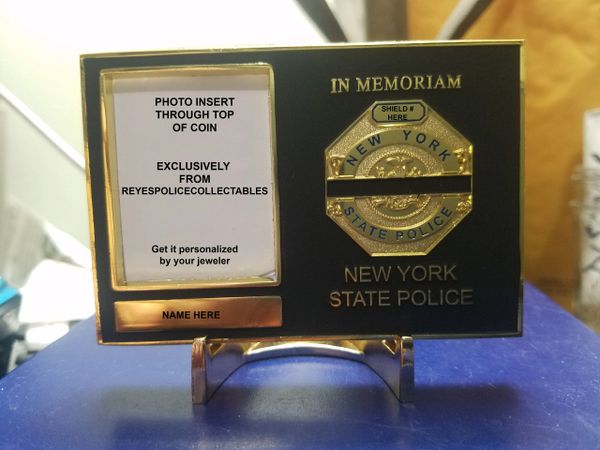 PHOTO INSERT
THROUGH TOP
OF COIN
EXCLUSIVELY
FROM
REYESPOLICECOLLECTABLES
Get it personalized
by your jeweler
NAME HERE
IN MEMORIAM
SHIELD #
HERE
NEW YORK
STATE POLICE
NEW YORK
STATE POLICE